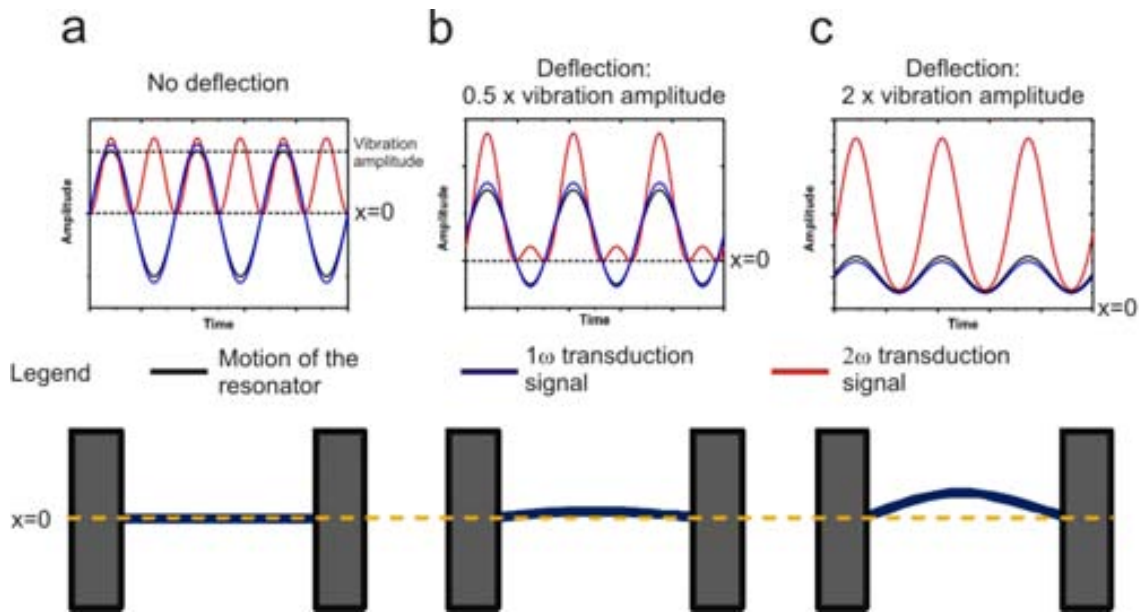 a
No deflection
Vibration
amplitude
x=0
Amplitude
Time
b
Deflection:
0.5 x vibration amplitude
x=0
Amplitude
Time
c
Deflection:
2 x vibration amplitude
x=0
Amplitude
Time
Legend
Motion of the
resonator
1ω transduction
signal
2ω transduction
signal
x=0